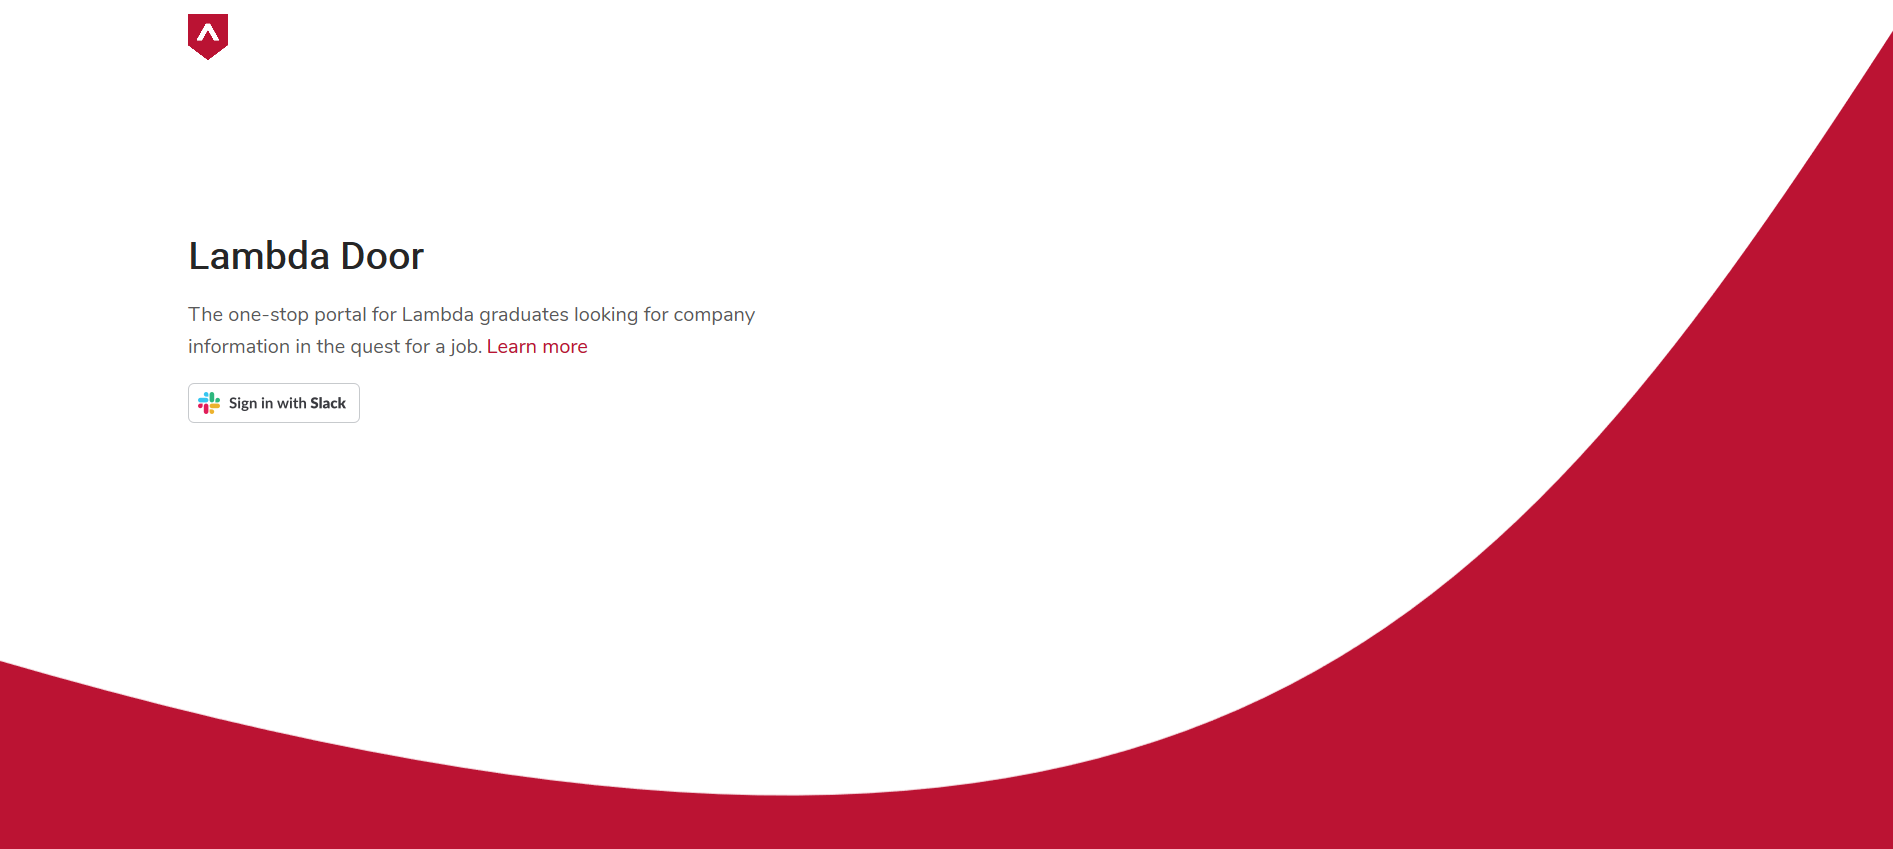 Lambda Door
The one-stop portal for Lambda graduates looking for company
information in the quest for a job. Learn more
Sign in with Slack